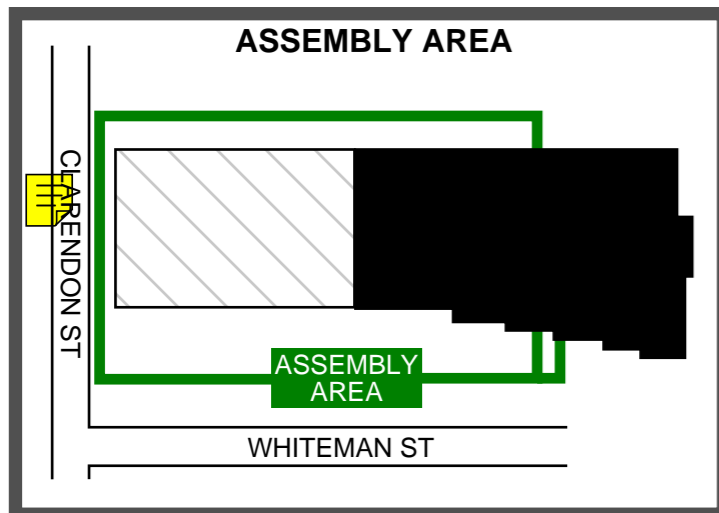 ASSEMBLY AREA
CLARENDON ST
ASSEMBLY
AREA
WHITEMAN ST